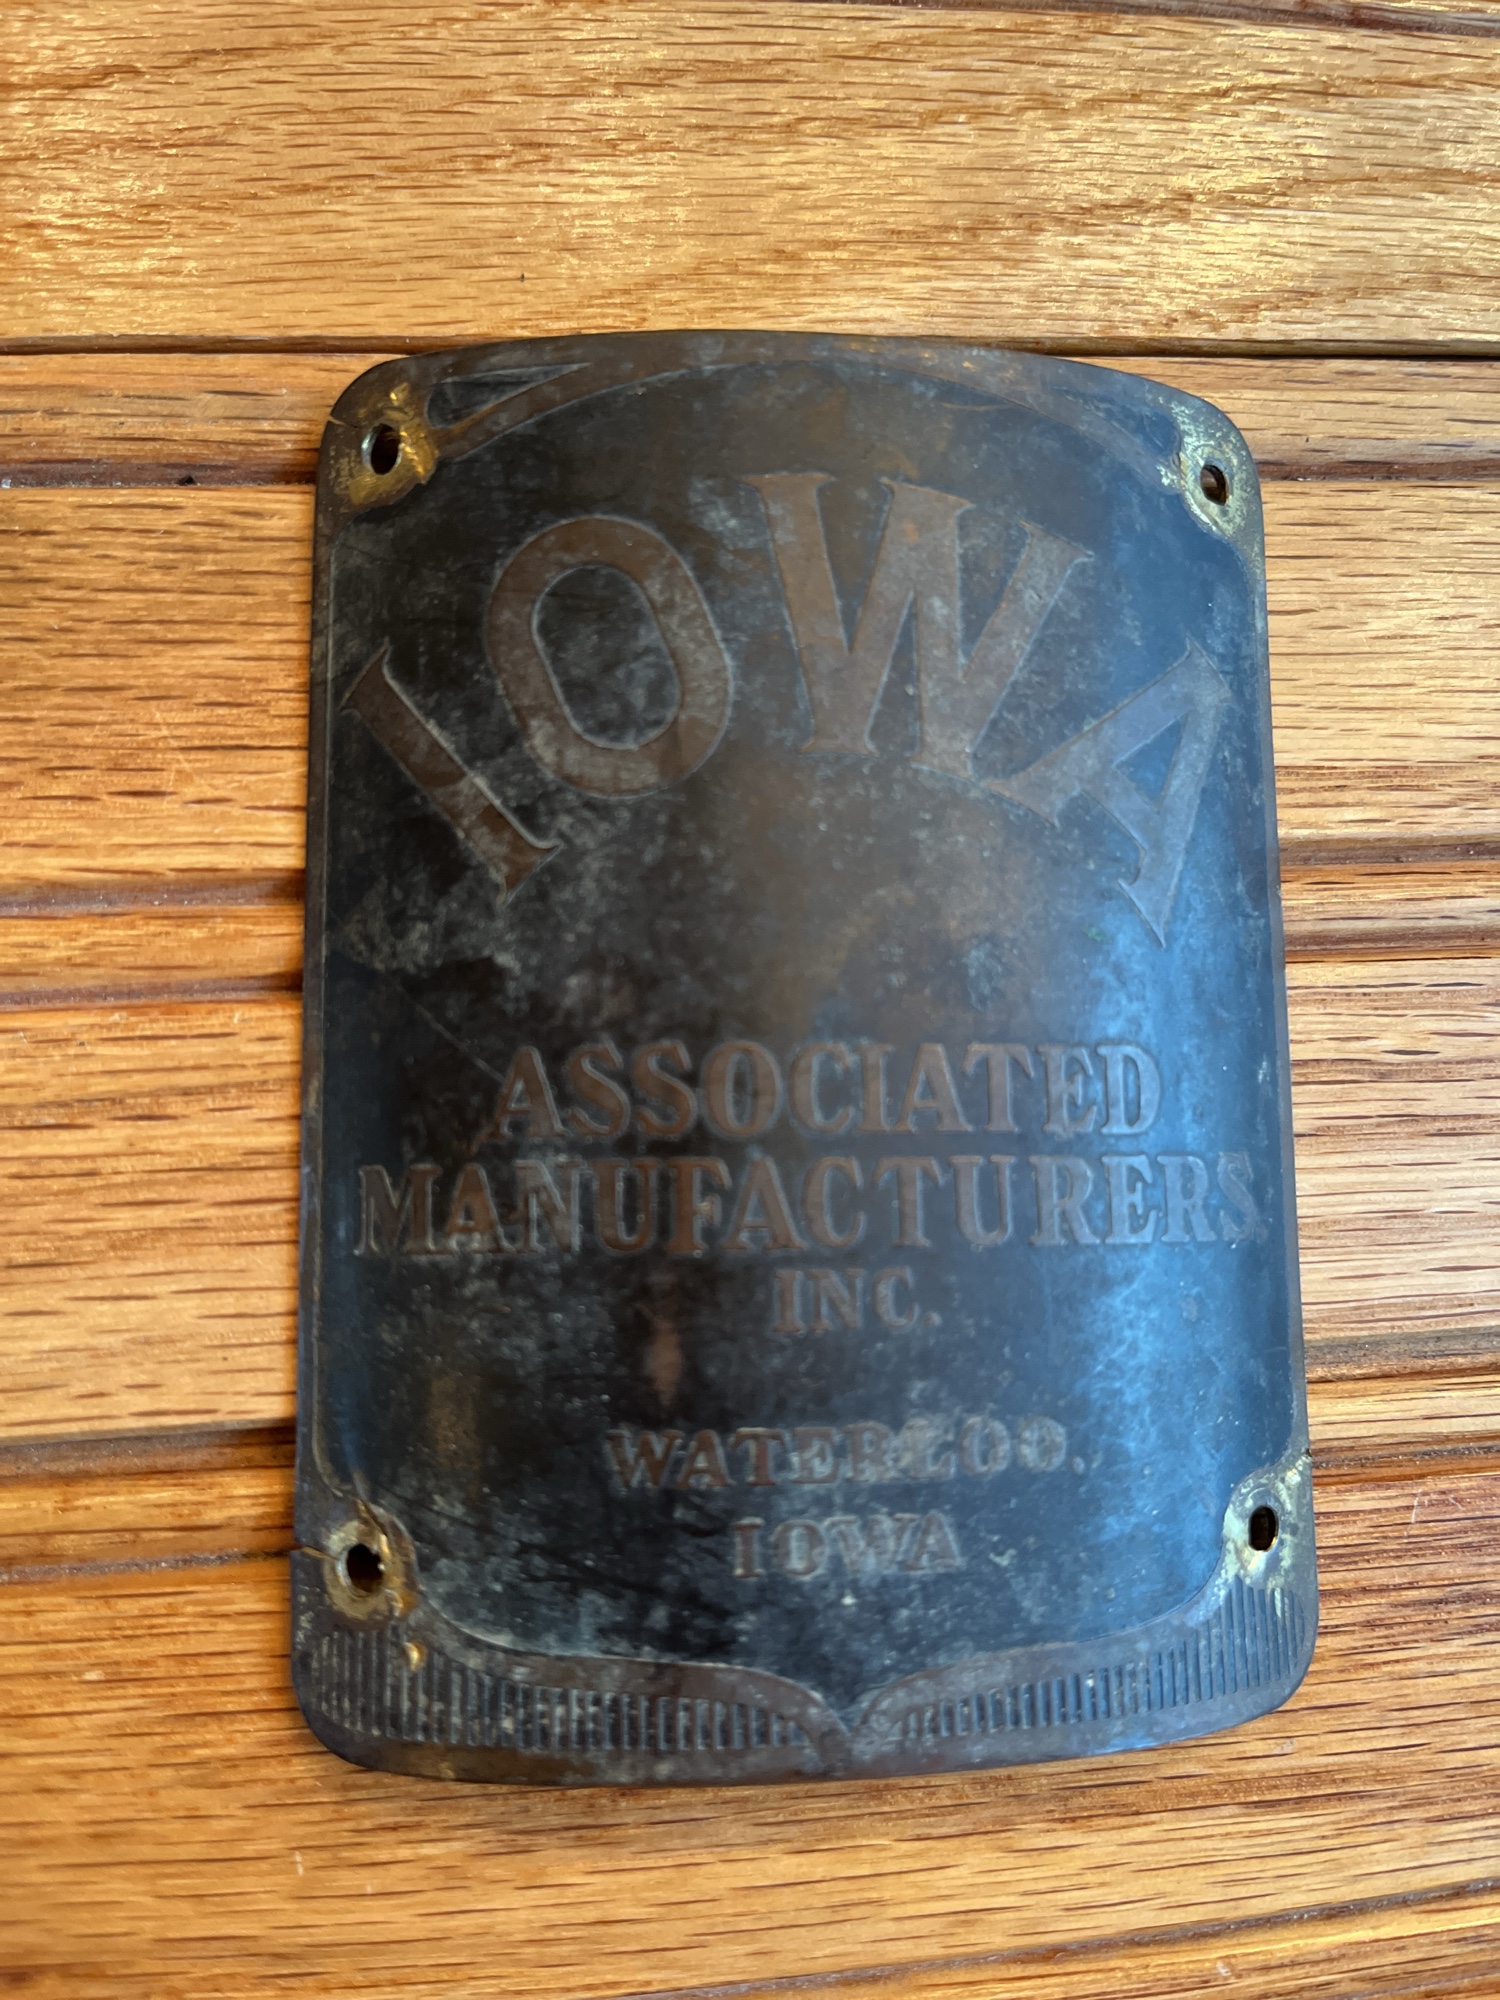 IOWA
ASSOCIATED
MANUFACTURERS
INC.
WATERLOO.
IOWA